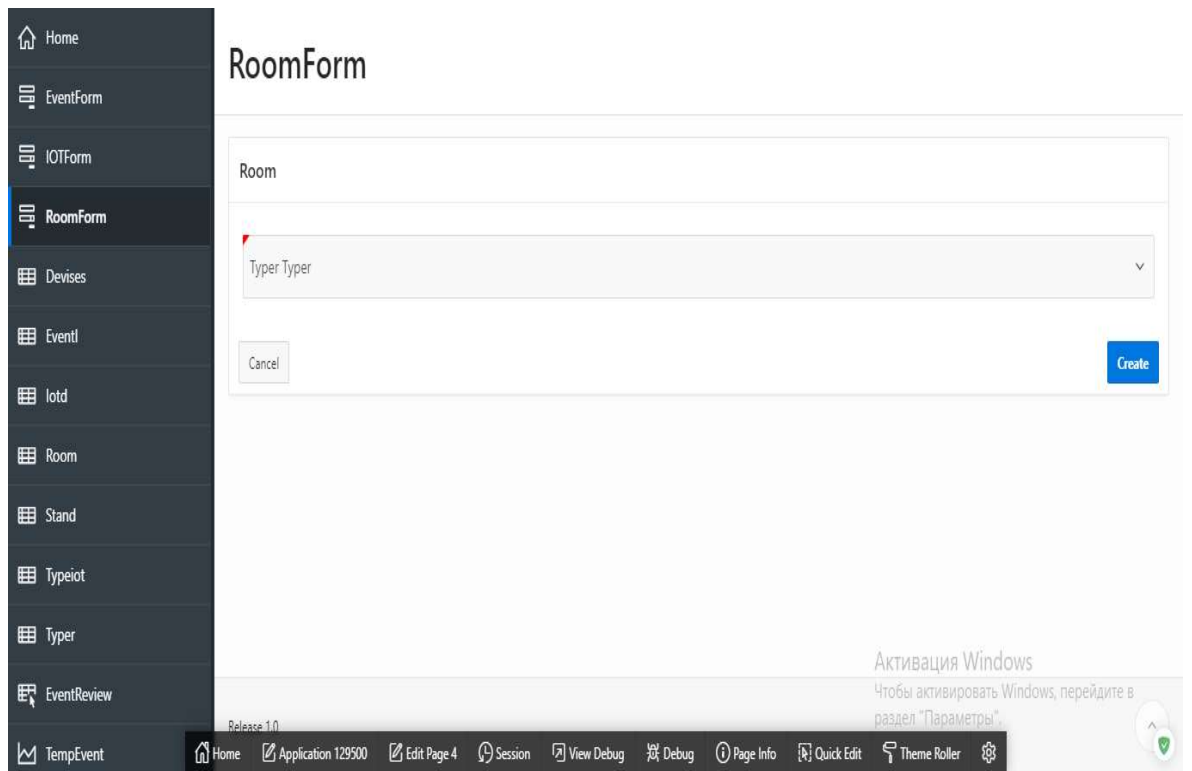 Home
EventForm
IOTForm
RoomForm
Devises
EventI
Iotd
Room
Stand
Typeiot
Typer
EventReview
TempEvent
RoomForm
Room
Typer Typer
Cancel
Create
Активация Windows
Чтобы активировать Windows, перейдите в
раздел "Параметры".
Release 1.0
Home
Application 129500
Edit Page 4
Session
View Debug
Debug
Page Info
Quick Edit
Theme Roller